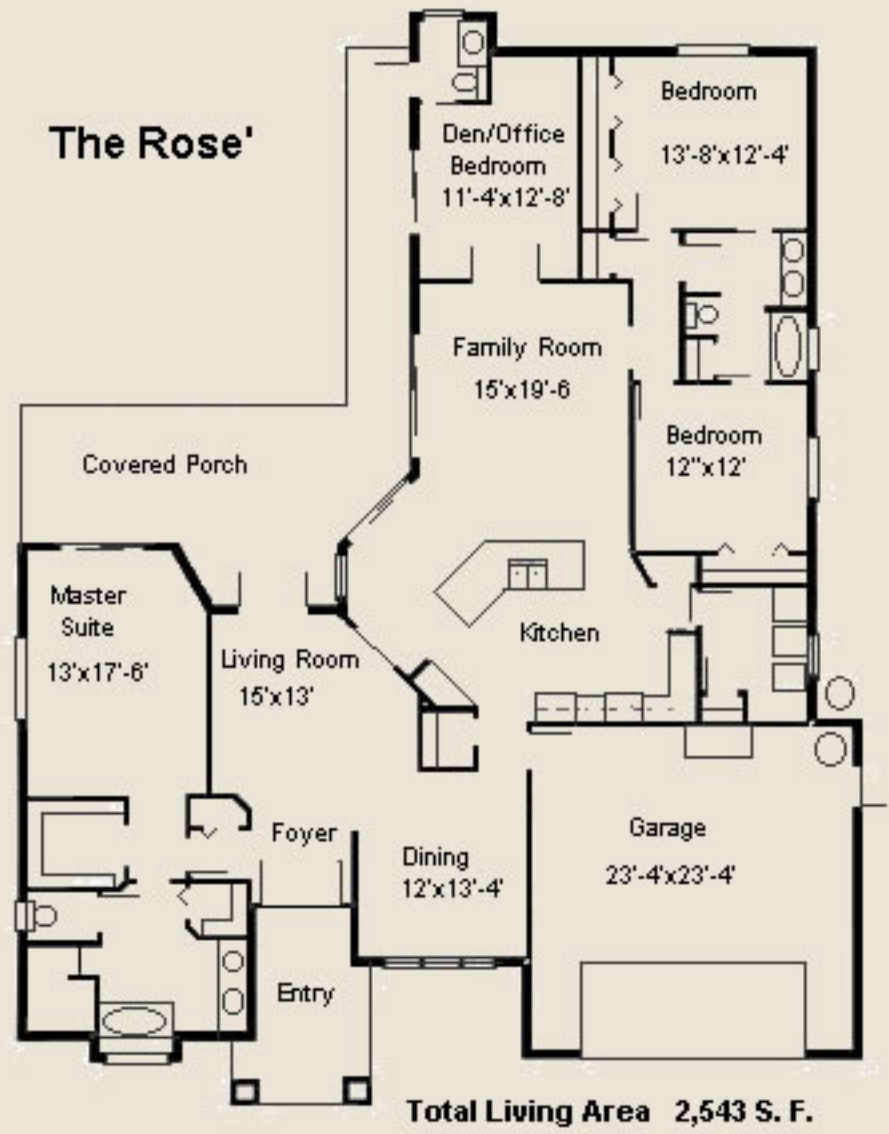 The Rose'
Den/Office
Bedroom
11'-4'x12'-8'
Bedroom
13'-8'x12'-4'
Family Room
15'x19'-6
Bedroom
12"x12'
Covered Porch
Master
Suite
13'x17'-6'
Living Room
15'x13'
Kitchen
Foyer
Dining
12'x13'-4'
Garage
23'-4'x23'-4'
Entry
Total Living Area 2,543 S. F.